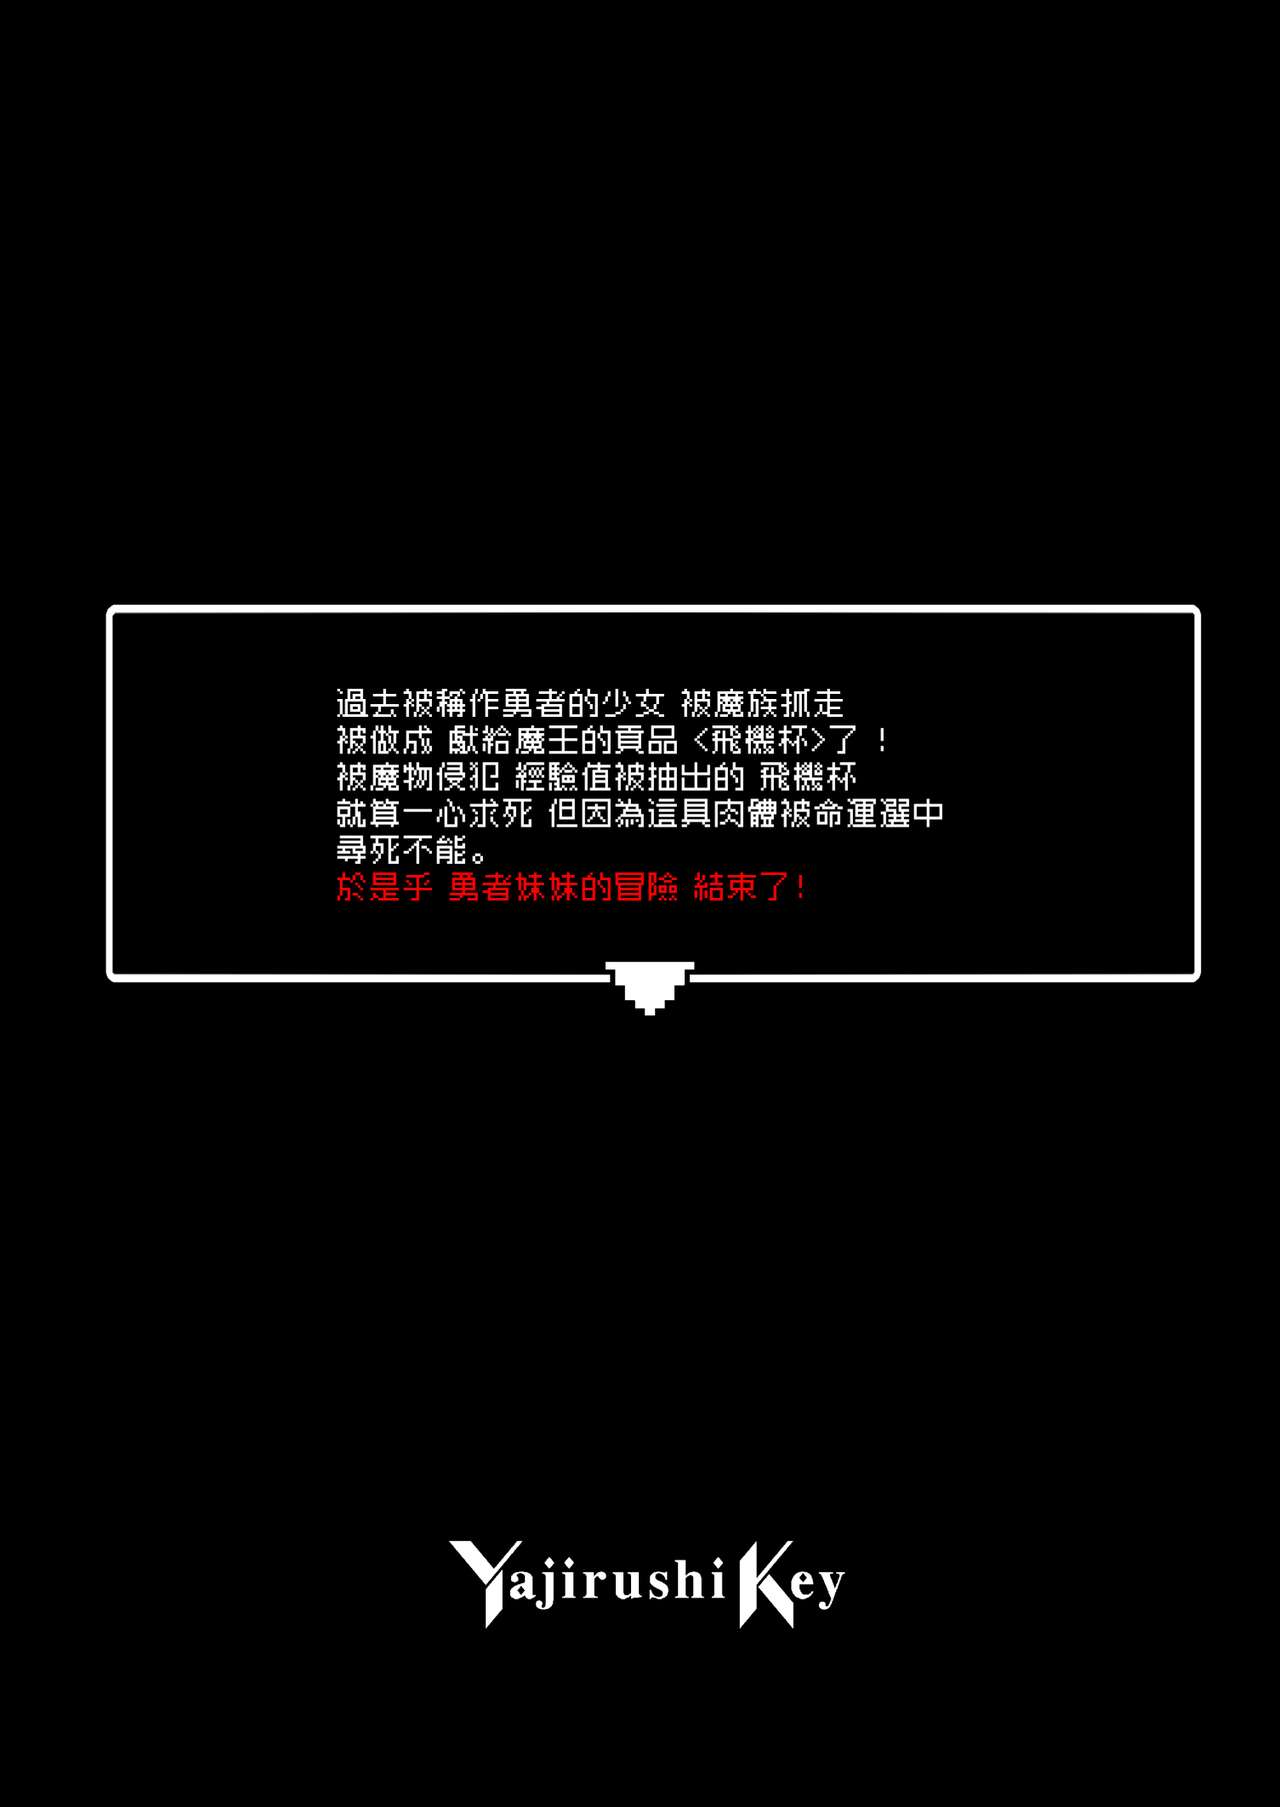 過去被稱作勇者的少女 被魔族抓走
被做成 獻給魔王的貢品 <飛機杯>了 !
被魔物侵犯 經驗值被抽出的 飛機杯
就算一心求死 但因為這具肉體被命運選中
尋死不能。
於是乎 勇者妹妹的冒險 結束了!
Yajirushi Key